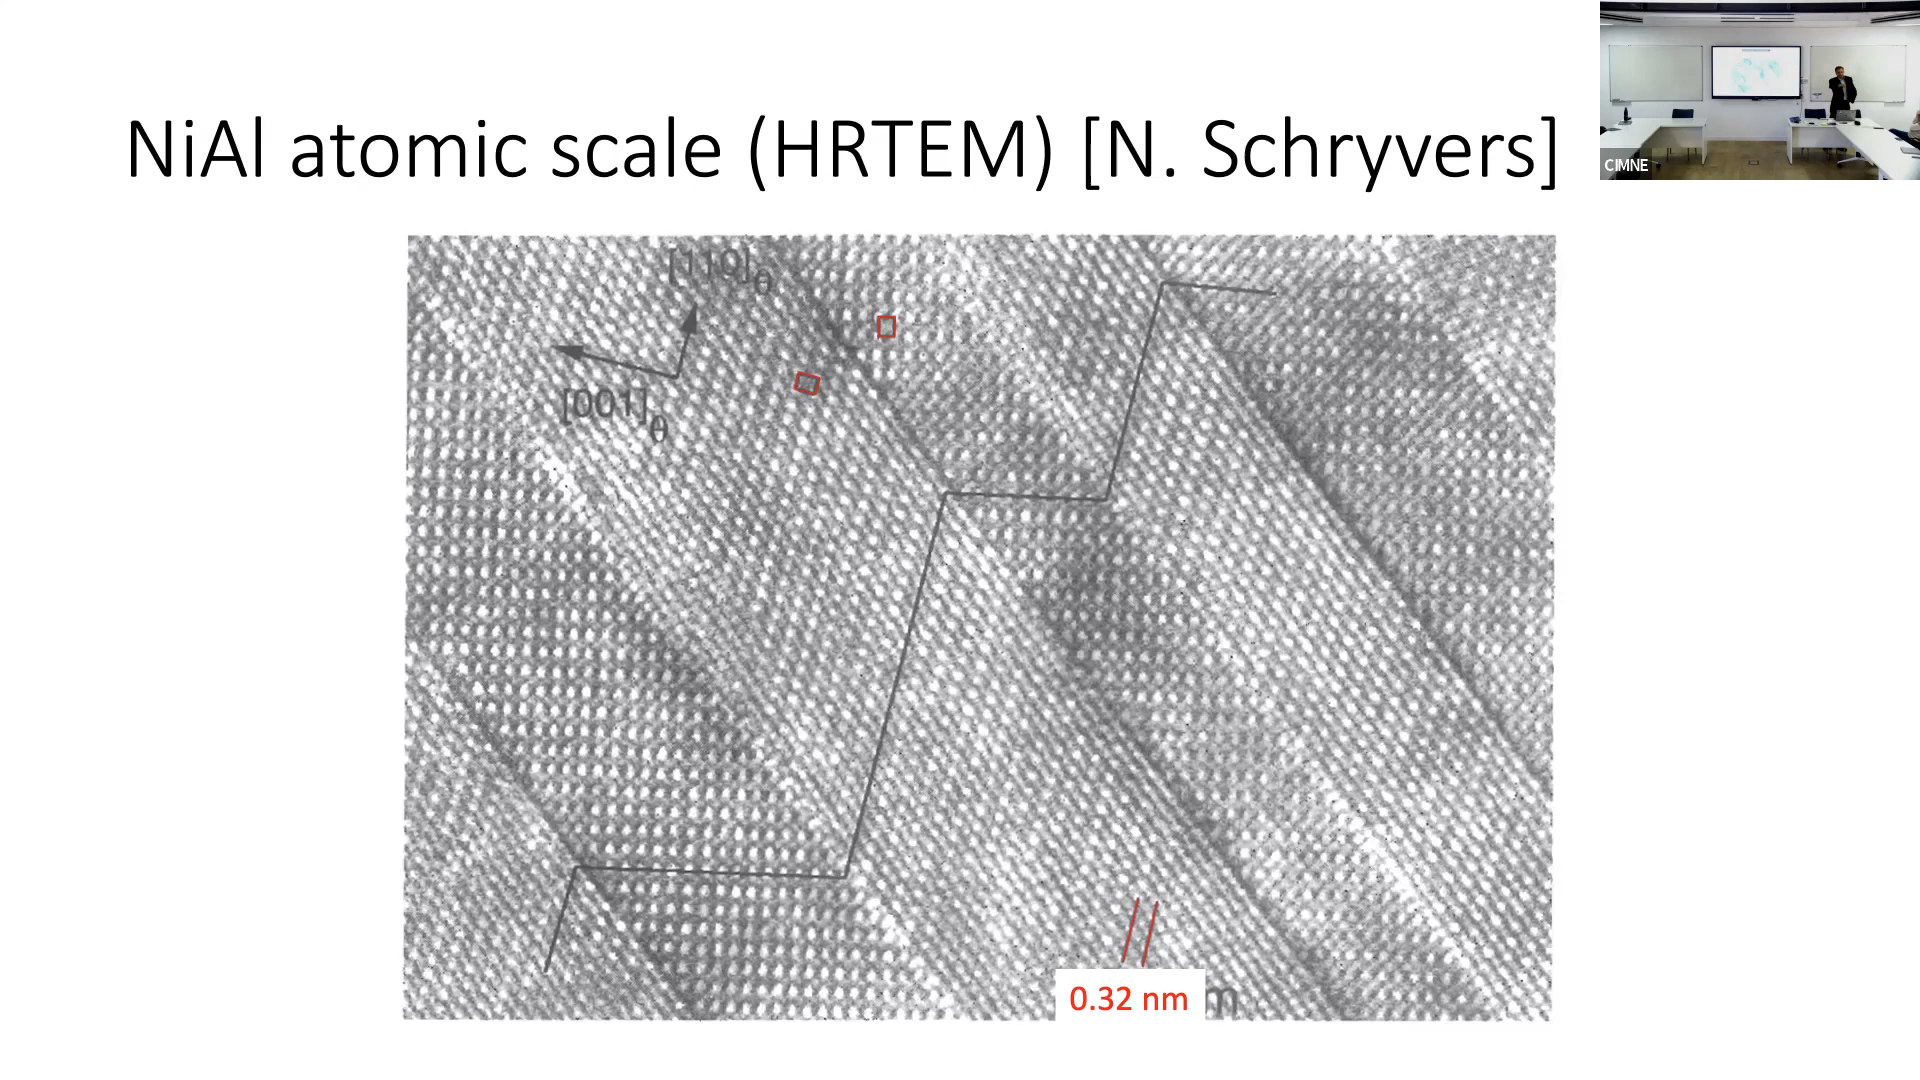 NiAl atomic scale (HRTEM) [N. Schryvers]
CIMNE
[110]θ
[001]θ
0.32 nm
m